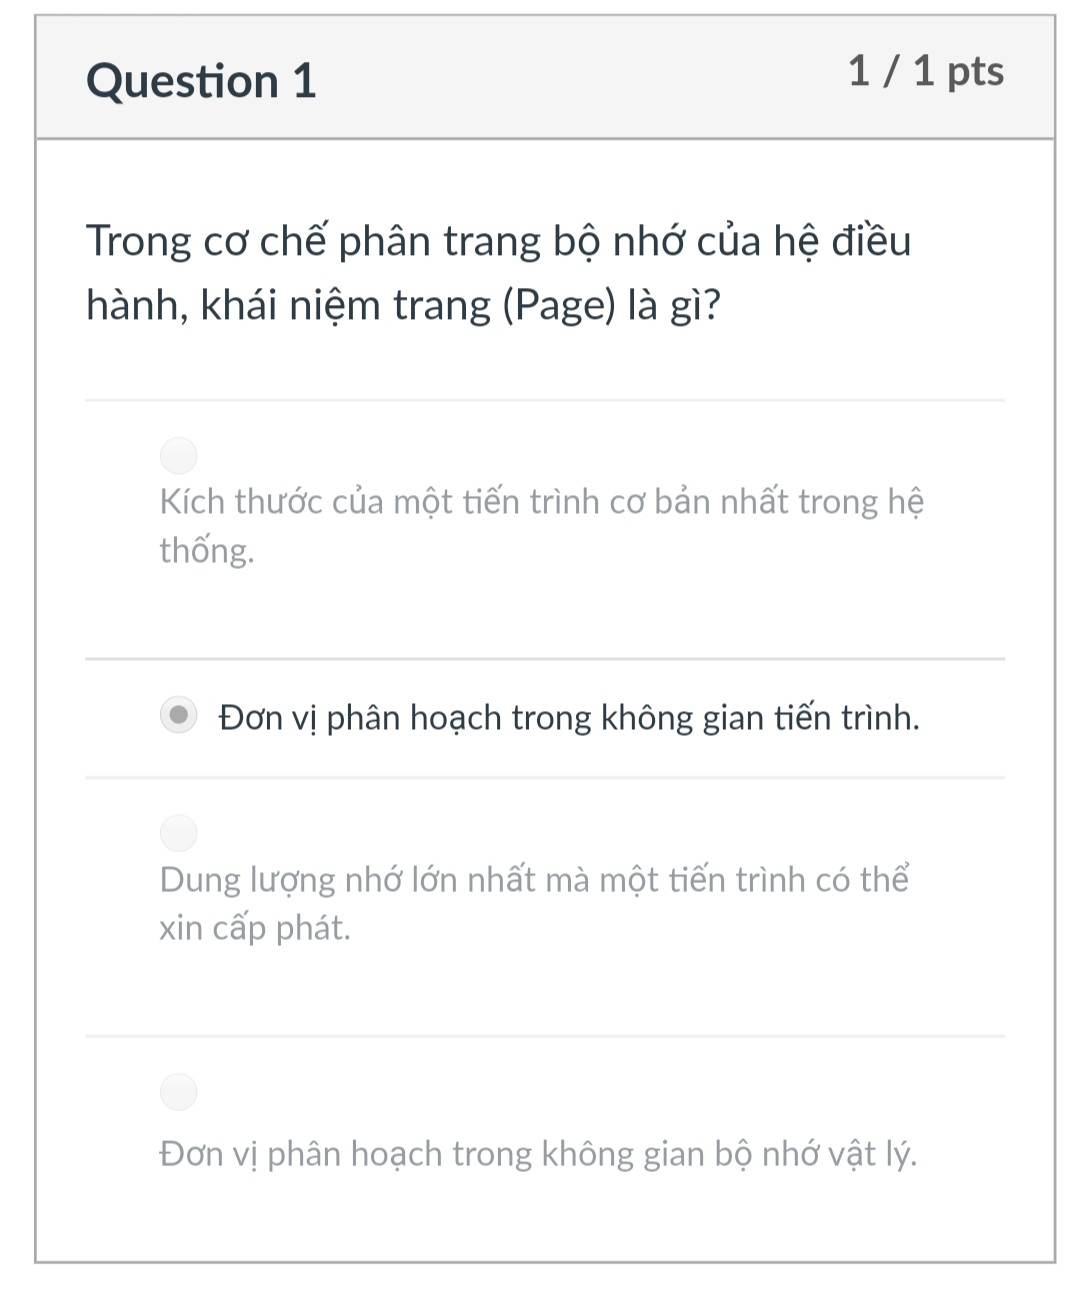 Question 1
1 / 1 pts
Trong cơ chế phân trang bộ nhớ của hệ điều
hành, khái niệm trang (Page) là gì?
Kích thước của một tiến trình cơ bản nhất trong hệ
thống.
Đơn vị phân hoạch trong không gian tiến trình.
Dung lượng nhớ lớn nhất mà một tiến trình có thể
xin cấp phát.
Đơn vị phân hoạch trong không gian bộ nhớ vật lý.